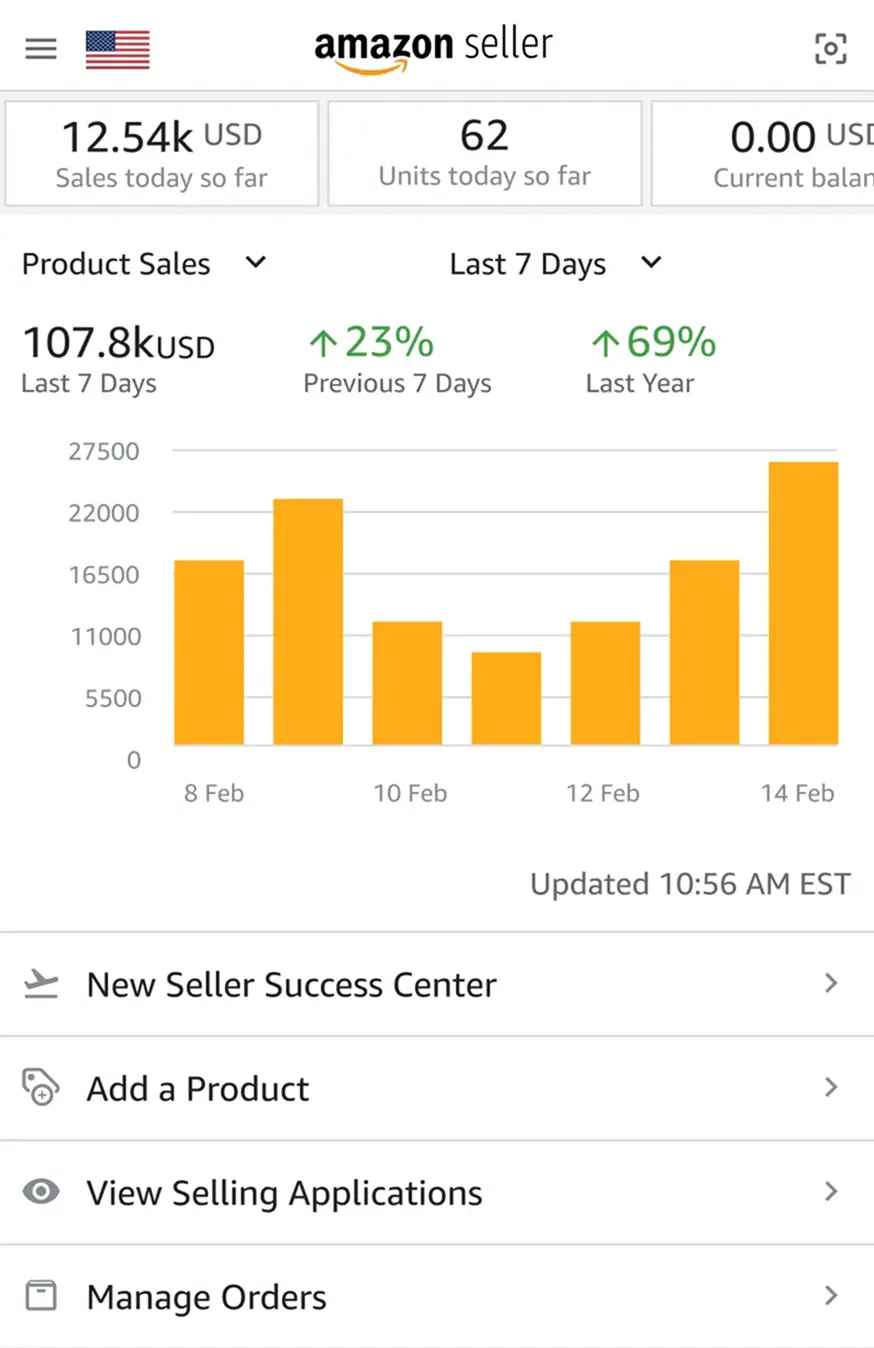 amazon seller
12.54k USD
Sales today so far
62
Units today so far
0.00 USD
Current balan
Product Sales
Last 7 Days
107.8kUSD
Last 7 Days
↑23%
Previous 7 Days
↑69%
Last Year
27500
22000
16500
11000
5500
0
8 Feb 10 Feb 12 Feb 14 Feb
Updated 10:56 AM EST
New Seller Success Center
Add a Product
View Selling Applications
Manage Orders